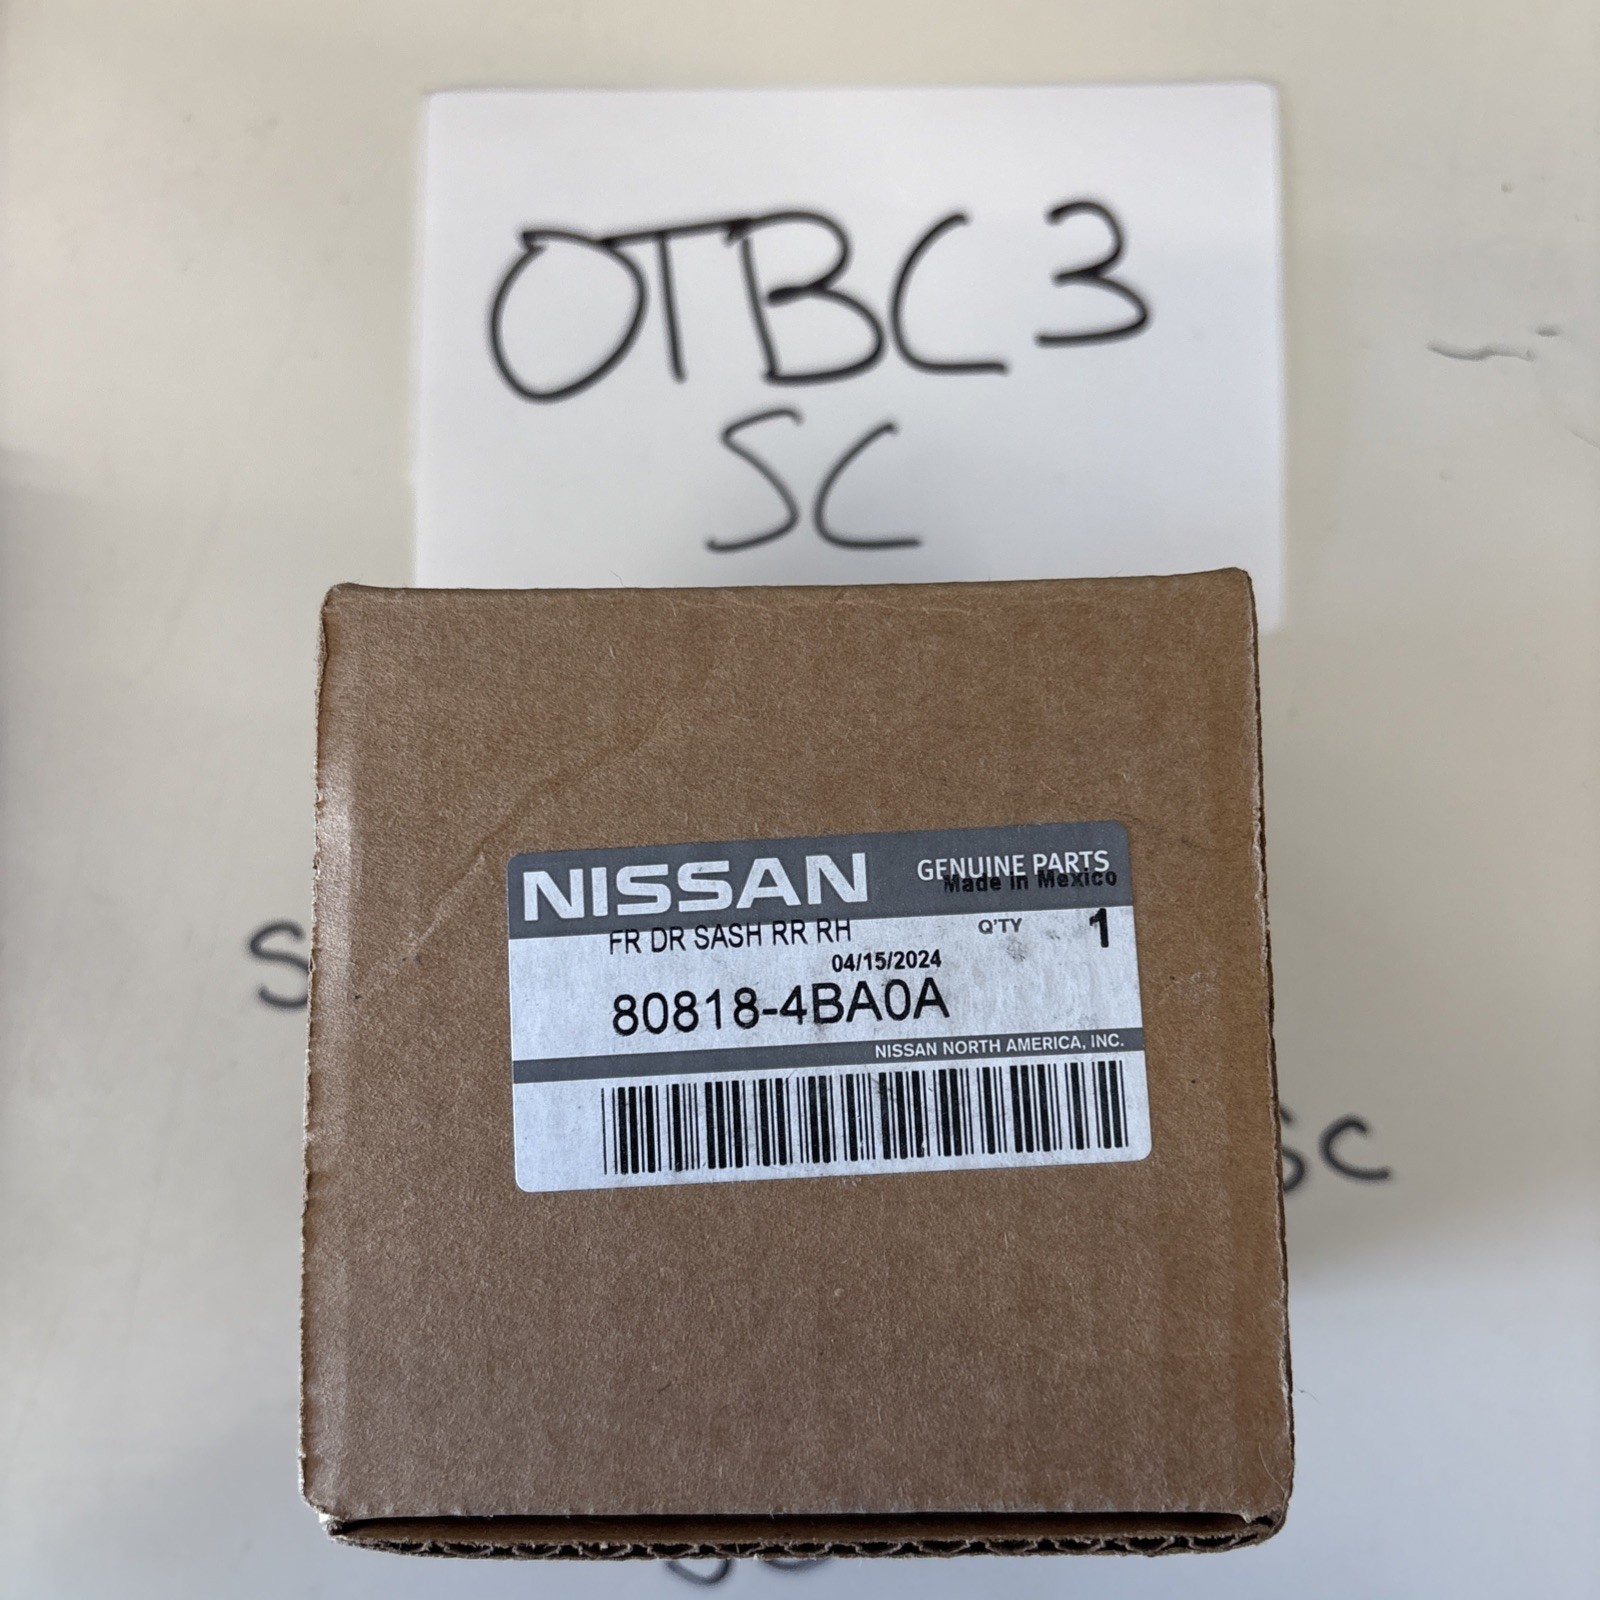 OTBC3
SC
NISSAN GENUINE PARTS
Made in Mexico
FR DR SASH RR RH Q'TY 1
04/15/2024
80818-4BA0A
NISSAN NORTH AMERICA, INC.
SC